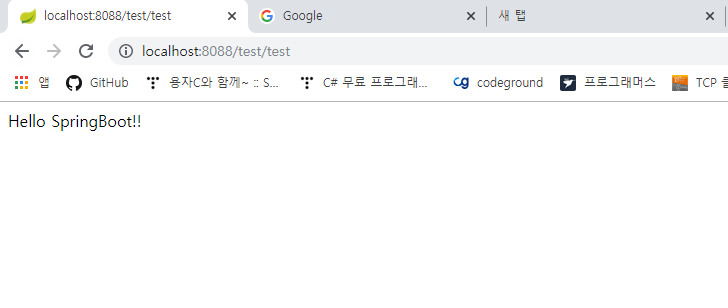 localhost:8088/test/test Google 새 탭
localhost:8088/test/test
앱 GitHub 용자C와 함께~ :: S... C# 무료 프로그래... codeground 프로그래머스 TCP
Hello SpringBoot!!